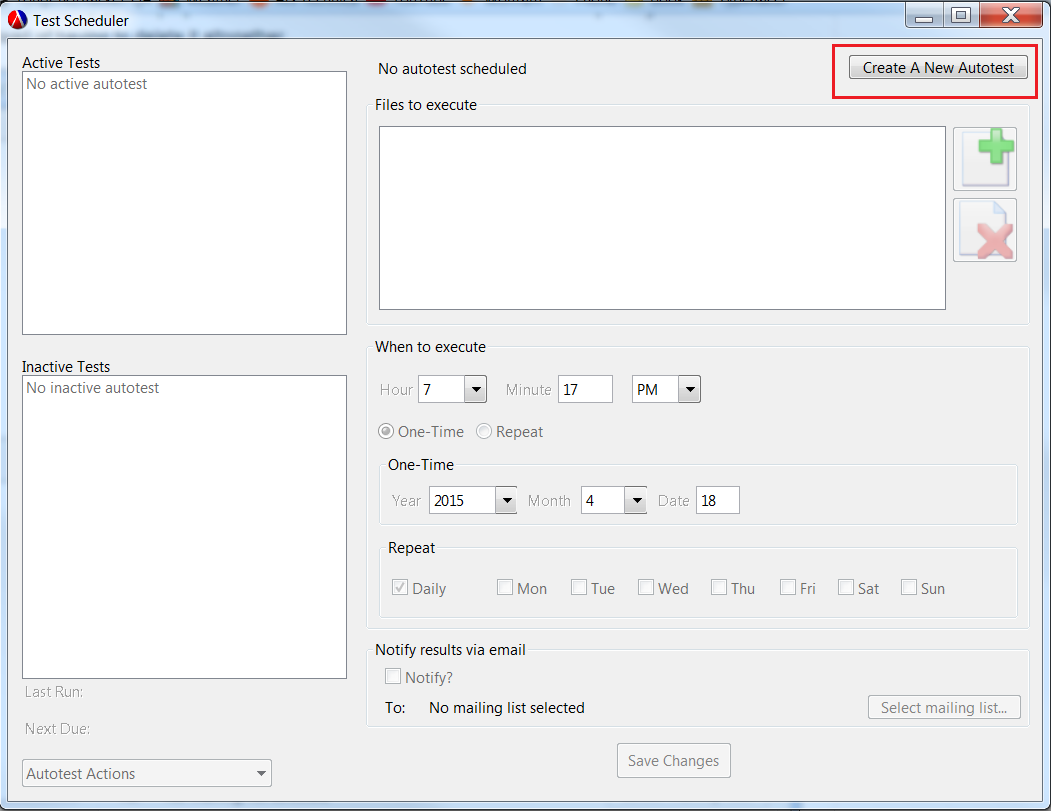 Test Scheduler
Active Tests
No active autotest
No autotest scheduled
Create A New Autotest
Files to execute
Inactive Tests
No inactive autotest
When to execute
Hour 7 Minute 17 PM
One-Time Repeat
One-Time
Year 2015 Month 4 Date 18
Repeat
Daily Mon Tue Wed Thu Fri Sat Sun
Notify results via email
Notify?
To: No mailing list selected
Select mailing list...
Last Run:
Next Due:
Autotest Actions
Save Changes